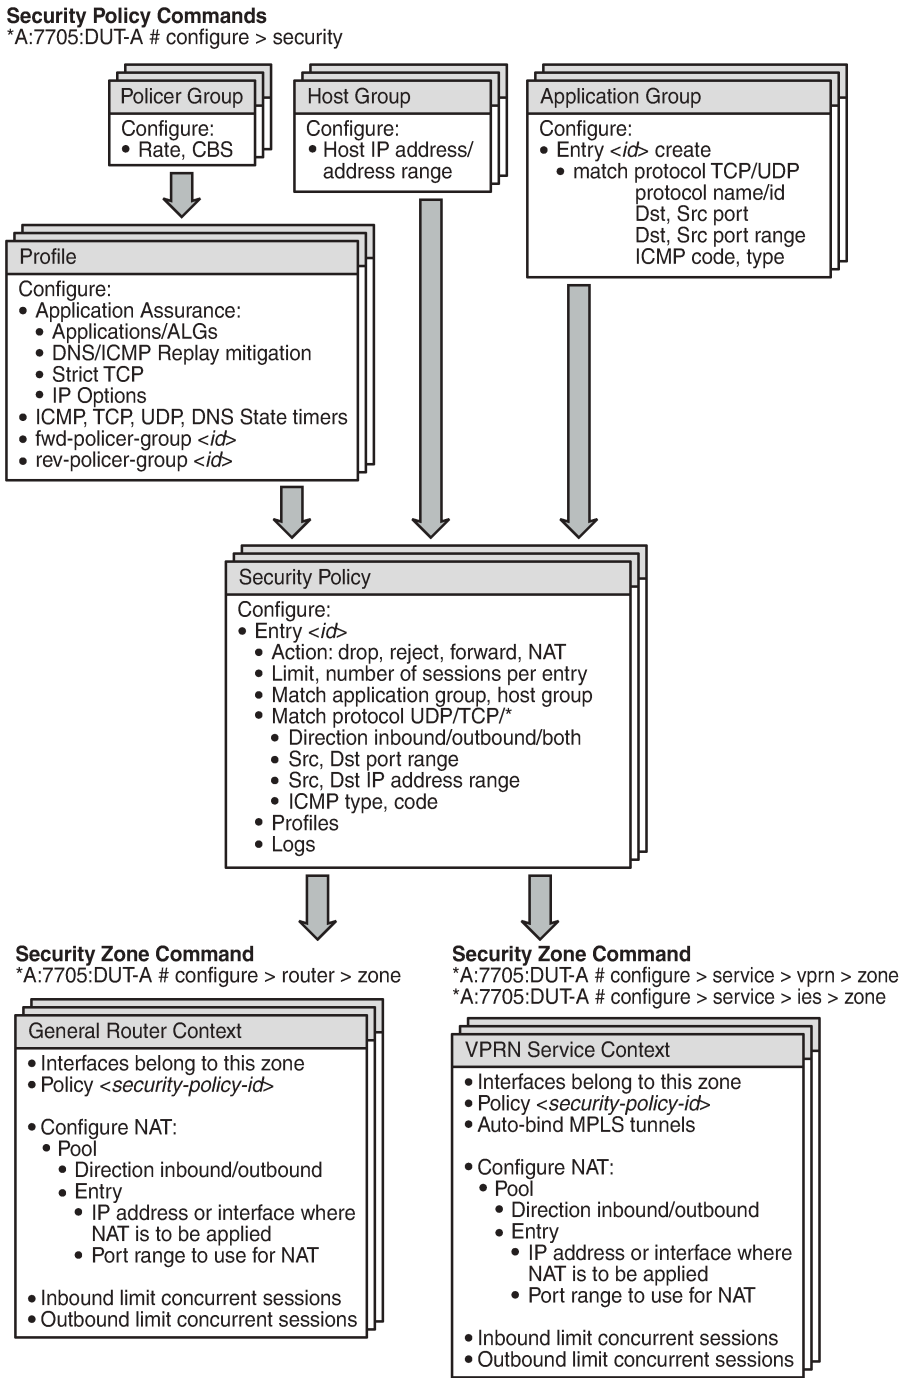 Security Policy Commands
*A:7705:DUT-A # configure > security
Policer Group
Configure:
• Rate, CBS
Host Group
Configure:
• Host IP address/
address range
Application Group
Configure:
• Entry <id> create
• match protocol TCP/UDP
protocol name/id
Dst, Src port
Dst, Src port range
ICMP code, type
Profile
Configure:
• Application Assurance:
• Applications/ALGs
• DNS/ICMP Replay mitigation
• Strict TCP
• IP Options
• ICMP, TCP, UDP, DNS State timers
• fwd-policer-group <id>
• rev-policer-group <id>
Security Policy
Configure:
• Entry <id>
• Action: drop, reject, forward, NAT
• Limit, number of sessions per entry
• Match application group, host group
• Match protocol UDP/TCP/*
• Direction inbound/outbound/both
• Src, Dst port range
• Src, Dst IP address range
• ICMP type, code
• Profiles
• Logs
Security Zone Command
*A:7705:DUT-A # configure > router > zone
General Router Context
• Interfaces belong to this zone
• Policy <security-policy-id>
• Configure NAT:
• Pool
• Direction inbound/outbound
• Entry
• IP address or interface where
NAT is to be applied
• Port range to use for NAT
• Inbound limit concurrent sessions
• Outbound limit concurrent sessions
Security Zone Command
*A:7705:DUT-A # configure > service > vprn > zone
*A:7705:DUT-A # configure > service > ies > zone
VPRN Service Context
• Interfaces belong to this zone
• Policy <security-policy-id>
• Auto-bind MPLS tunnels
• Configure NAT:
• Pool
• Direction inbound/outbound
• Entry
• IP address or interface where
NAT is to be applied
• Port range to use for NAT
• Inbound limit concurrent sessions
• Outbound limit concurrent sessions